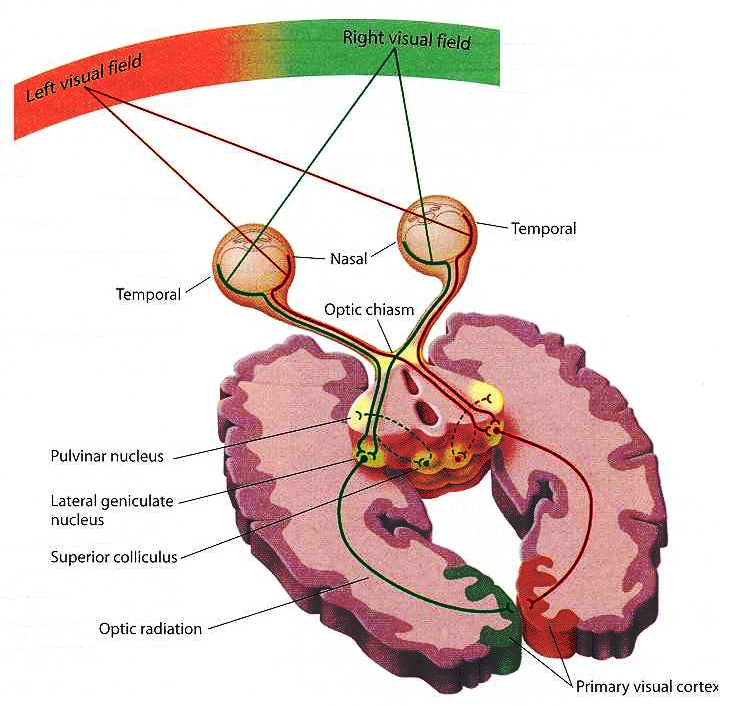 Left visual field
Right visual field
Temporal
Nasal
Temporal
Optic chiasm
Pulvinar nucleus
Lateral geniculate
nucleus
Superior colliculus
Optic radiation
Primary visual cortex